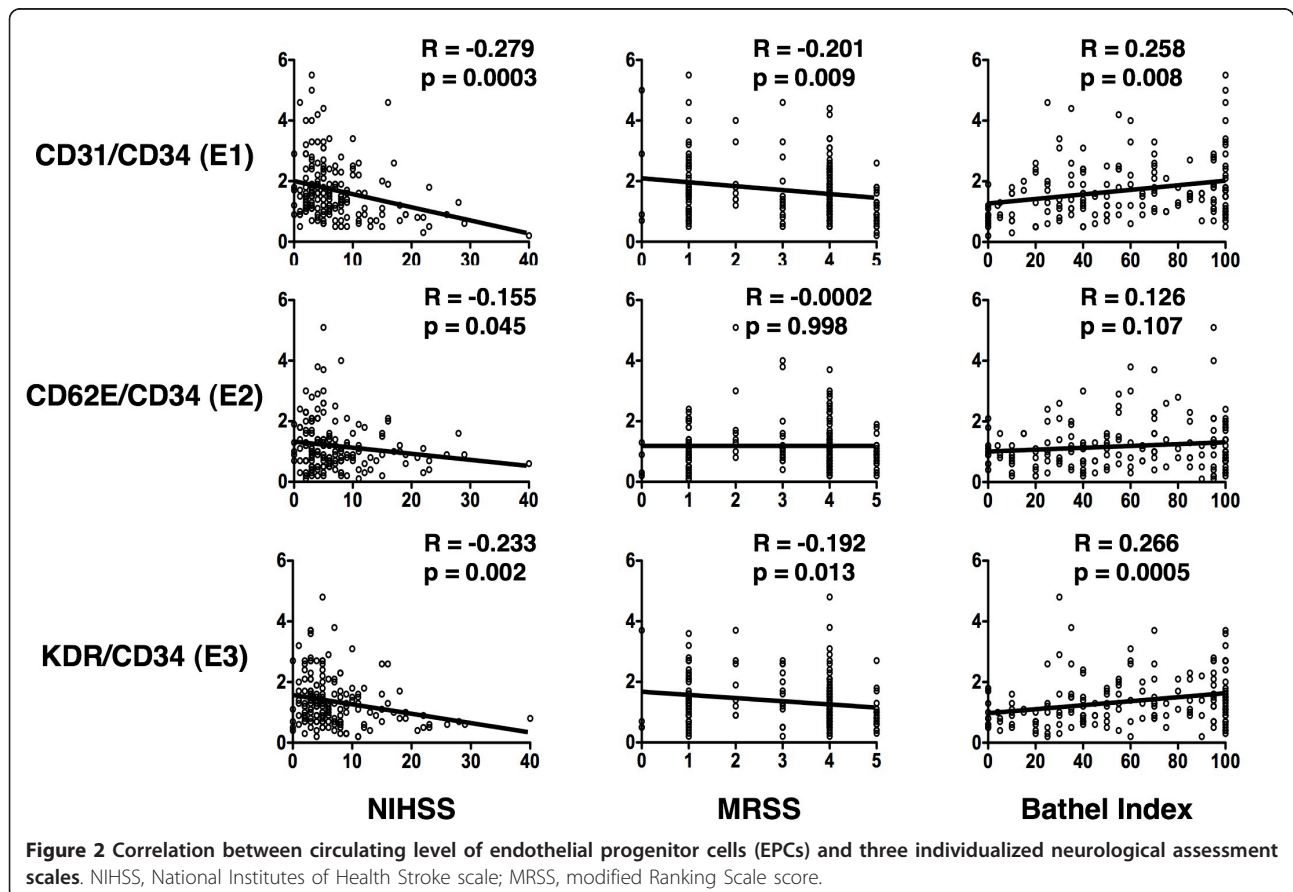 R = -0.279
p = 0.0003
R = -0.201
p = 0.009
R = 0.258
p = 0.008
CD31/CD34 (E1)
6
4
2
0
0 10 20 30 40
6
4
2
0
0 1 2 3 4 5
6
4
2
0
0 20 40 60 80 100
R = -0.155
p = 0.045
R = -0.0002
p = 0.998
R = 0.126
p = 0.107
CD62E/CD34 (E2)
6
4
2
0
0 10 20 30 40
6
4
2
0
0 1 2 3 4 5
6
4
2
0
0 20 40 60 80 100
R = -0.233
p = 0.002
R = -0.192
p = 0.013
R = 0.266
p = 0.0005
KDR/CD34 (E3)
6
4
2
0
0 10 20 30 40
6
4
2
0
0 1 2 3 4 5
6
4
2
0
0 20 40 60 80 100
NIHSS
MRSS
Bathel Index
Figure 2 Correlation between circulating level of endothelial progenitor cells (EPCs) and three individualized neurological assessment
scales. NIHSS, National Institutes of Health Stroke scale; MRSS, modified Ranking Scale score.